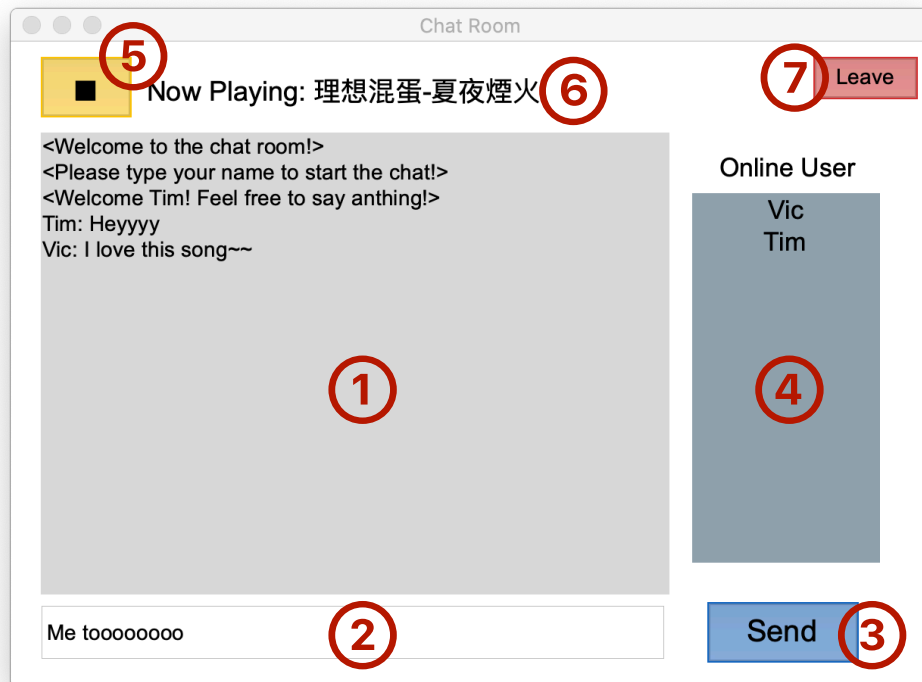 Chat Room
5
■ Now Playing: 理想混蛋-夏夜煙火 6
7 Leave
<Welcome to the chat room!>
<Please type your name to start the chat!>
<Welcome Tim! Feel free to say anthing!>
Tim: Heyyyy
Vic: I love this song~~
1
Online User
Vic
Tim
4
Me toooooooo 2
Send 3